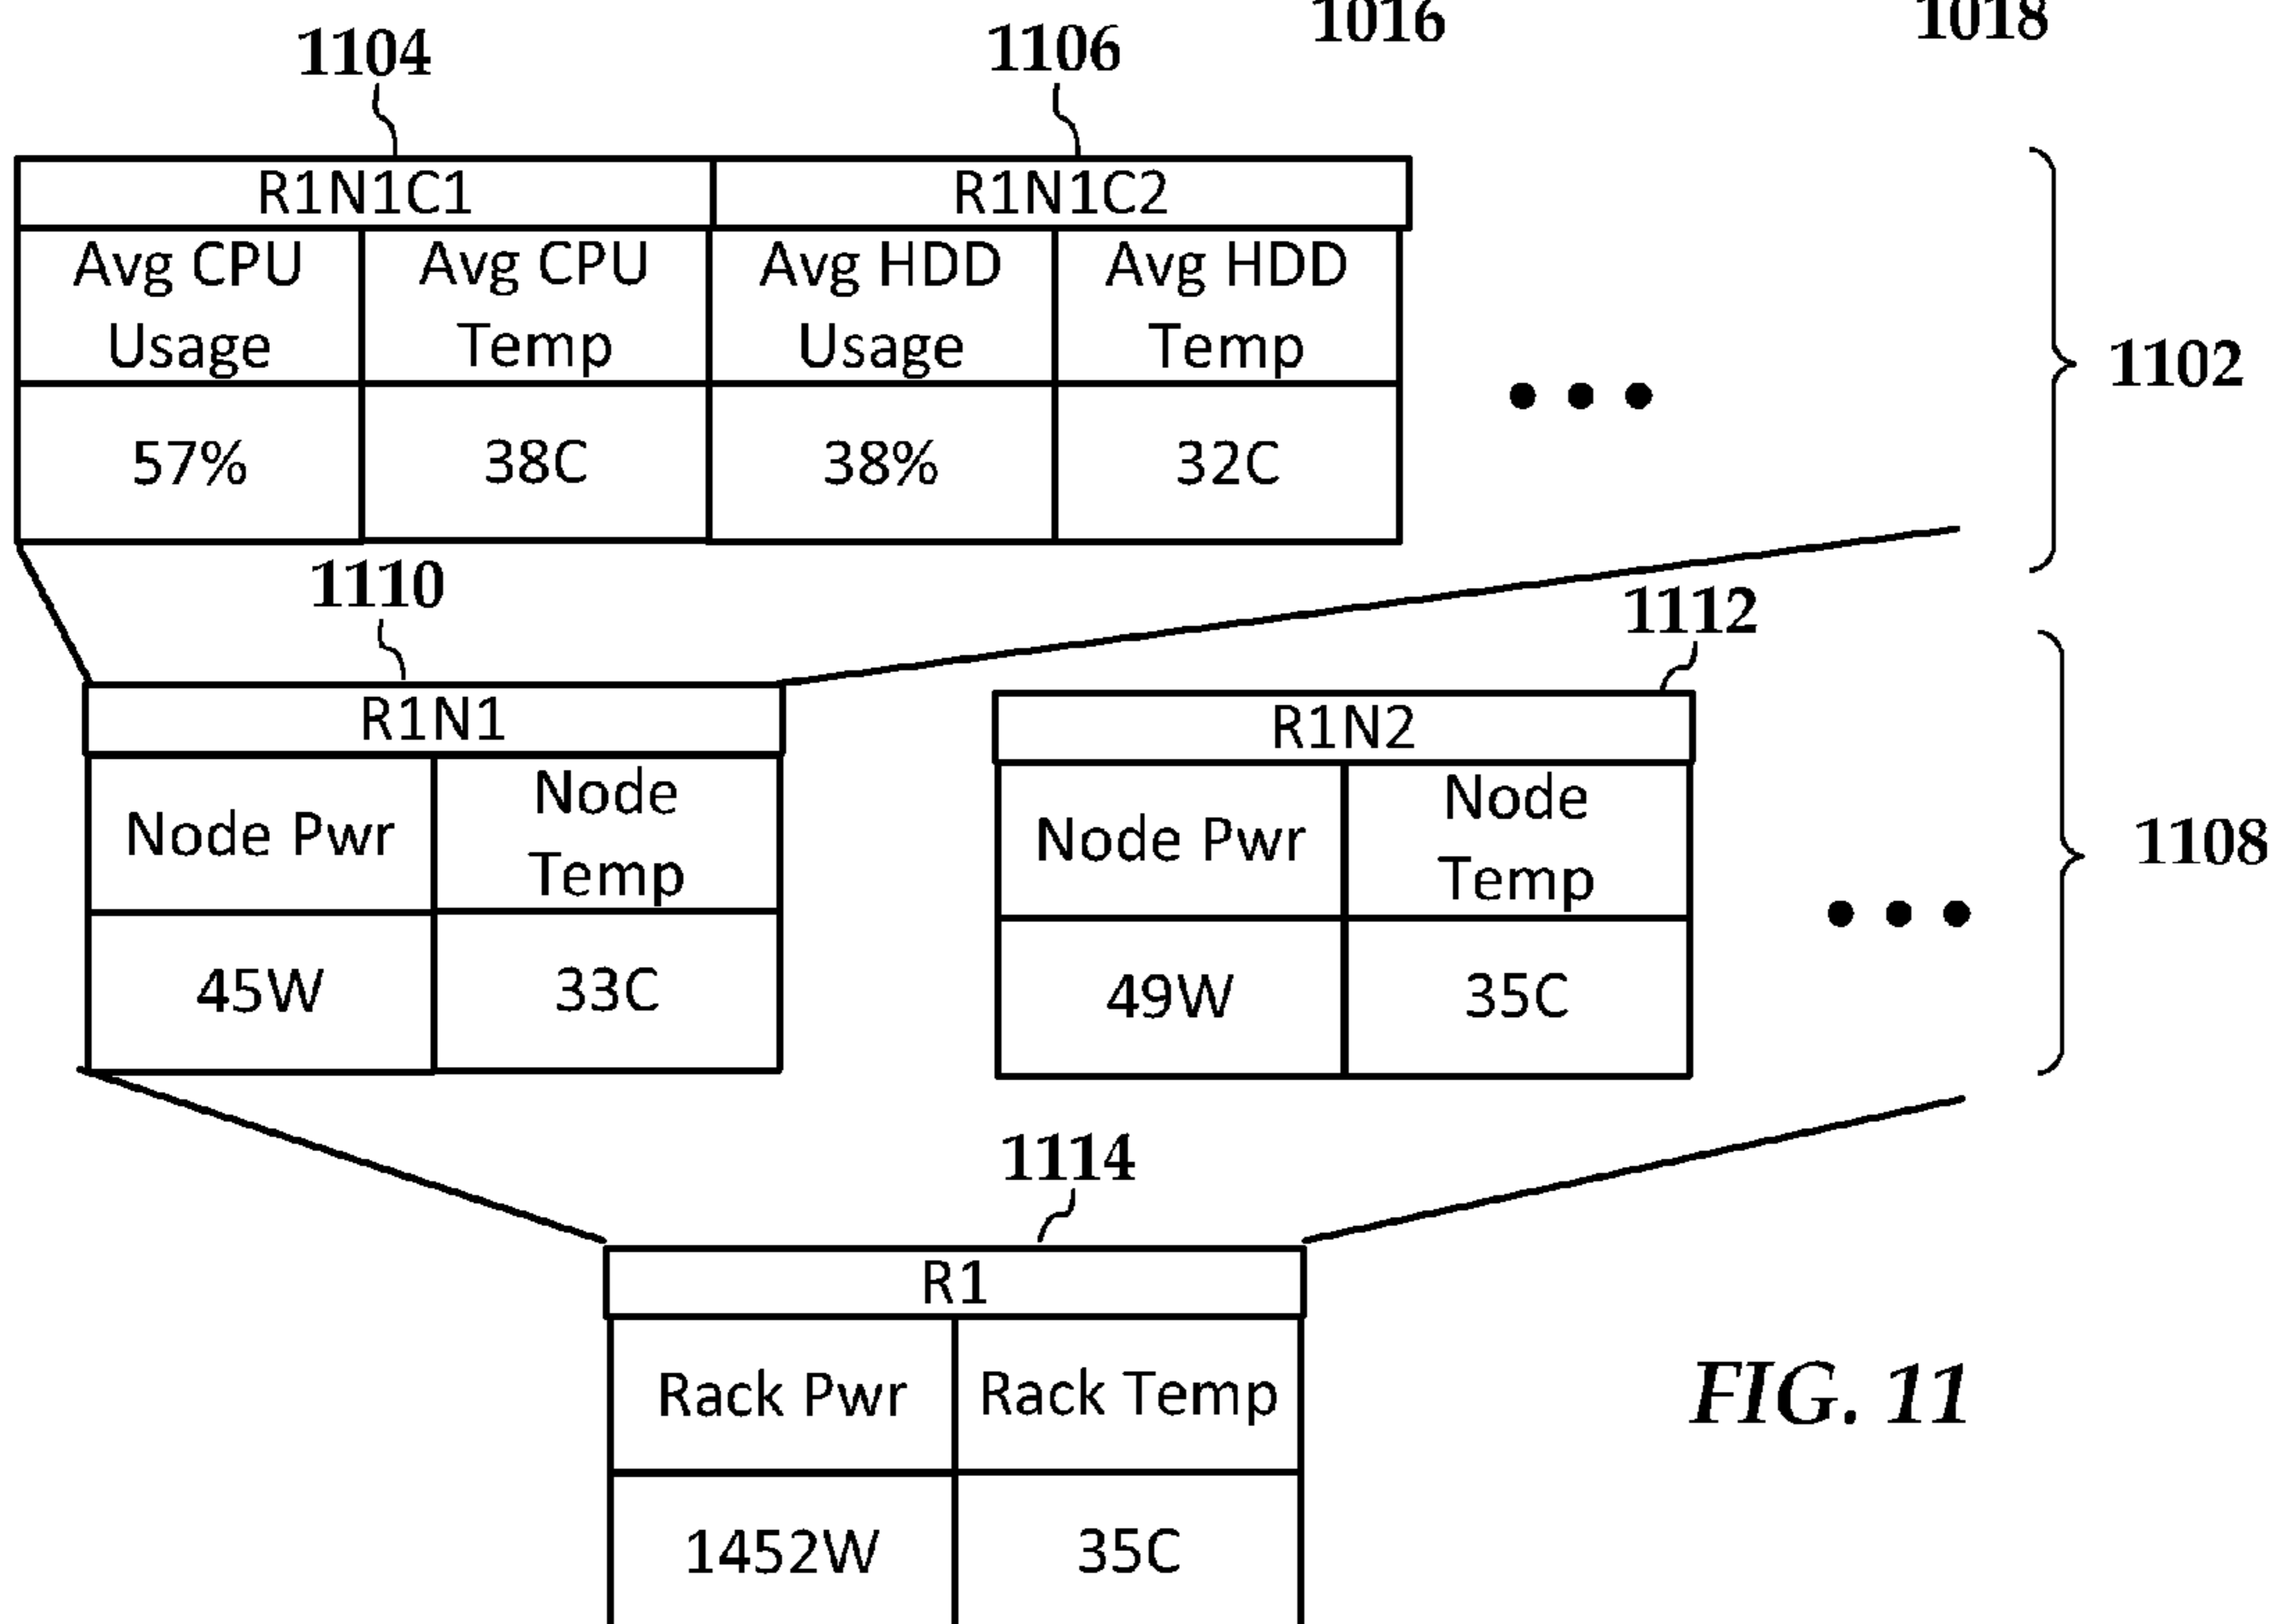 1016 1018
1104 1106
R1N1C1 R1N1C2
Avg CPU Avg CPU Avg HDD Avg HDD
Usage Temp Usage Temp
1102
57% 38C 38% 32C
1110
1112
R1N1 R1N2
Node Pwr Node Temp Node Pwr Node Temp
1108
45W 33C 49W 35C
1114
R1
Rack Pwr Rack Temp
FIG. 11
1452W 35C